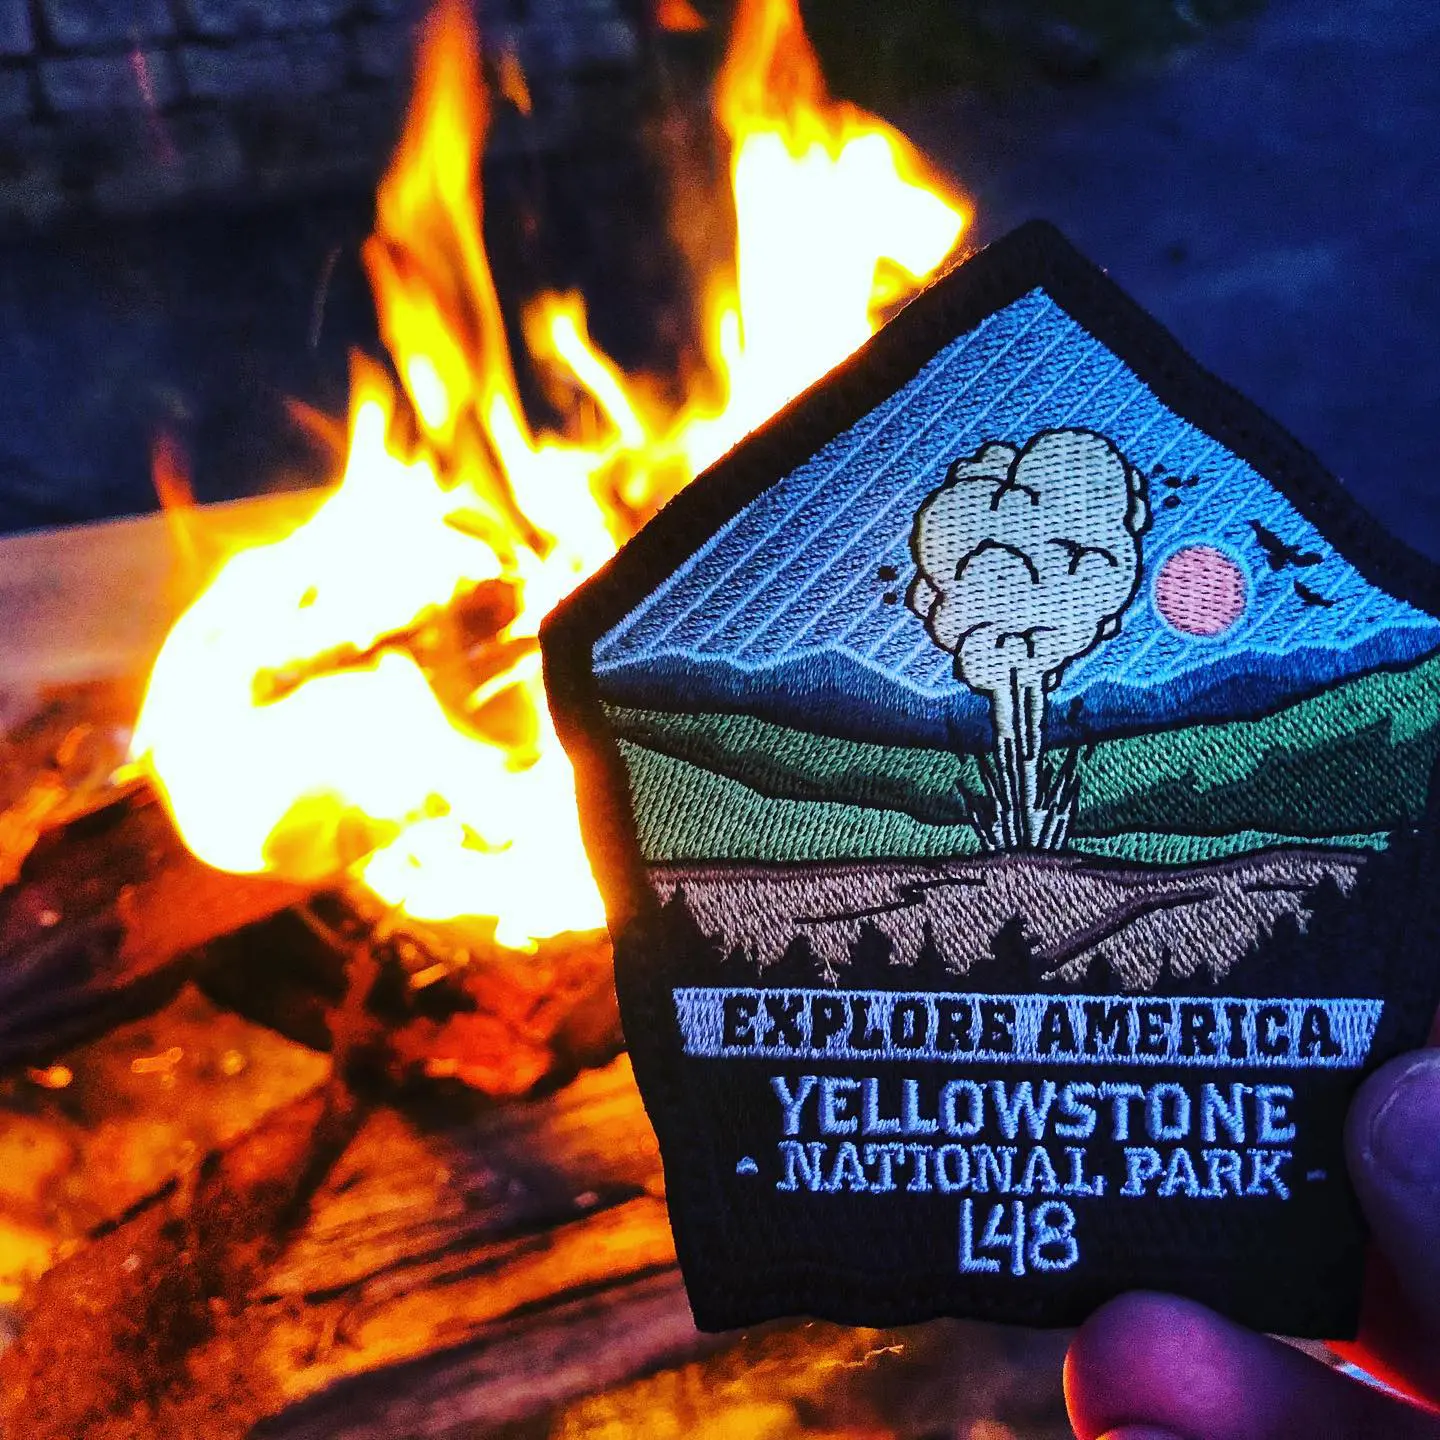 EXPLORE AMERICA
YELLOWSTONE
- NATIONAL PARK -
L48